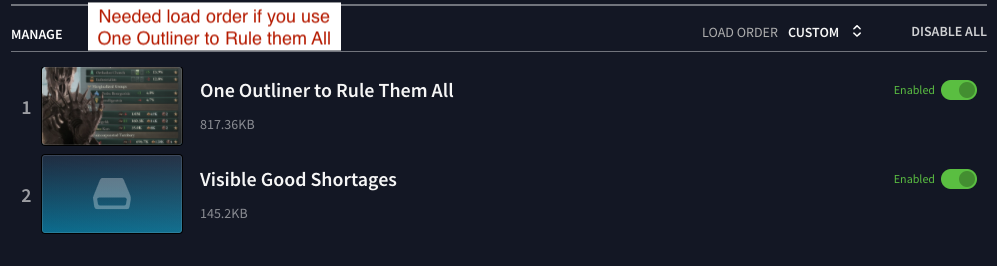 Needed load order if you use
One Outliner to Rule them All
MANAGE
LOAD ORDER CUSTOM
DISABLE ALL
1
One Outliner to Rule Them All
Enabled
817.36KB
2
Visible Good Shortages
Enabled
145.2KB